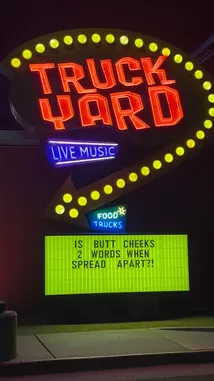 TRUCK
YARD
LIVE MUSIC
FOOD
TRUCKS
IS BUTT CHEEKS
2 WORDS WHEN
SPREAD APART?!